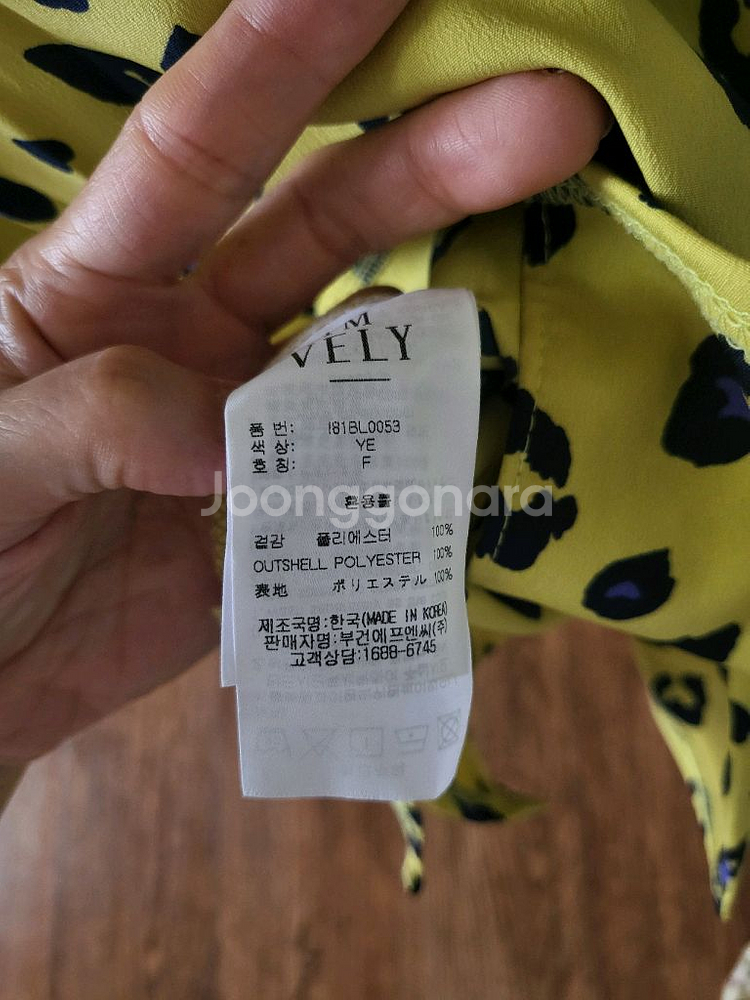 VELY
품 번: I81BL0053
색 상: YE
호 칭: F
혼용률
겉감 폴리에스터 100%
OUTSHELL POLYESTER 100%
表地 ポリエステル 100%
제조국명:한국(MADE IN KOREA)
판매자명:부건에프엔씨(주)
고객상담:1688-6745
Joonggonara